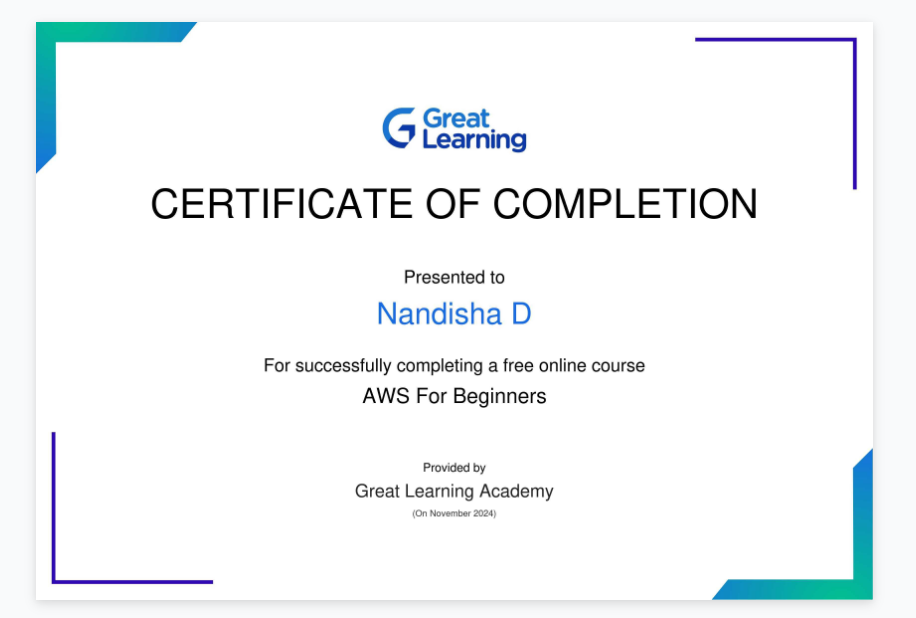 Great
Learning
CERTIFICATE OF COMPLETION
Presented to
Nandisha D
For successfully completing a free online course
AWS For Beginners
Provided by
Great Learning Academy
(On November 2024)